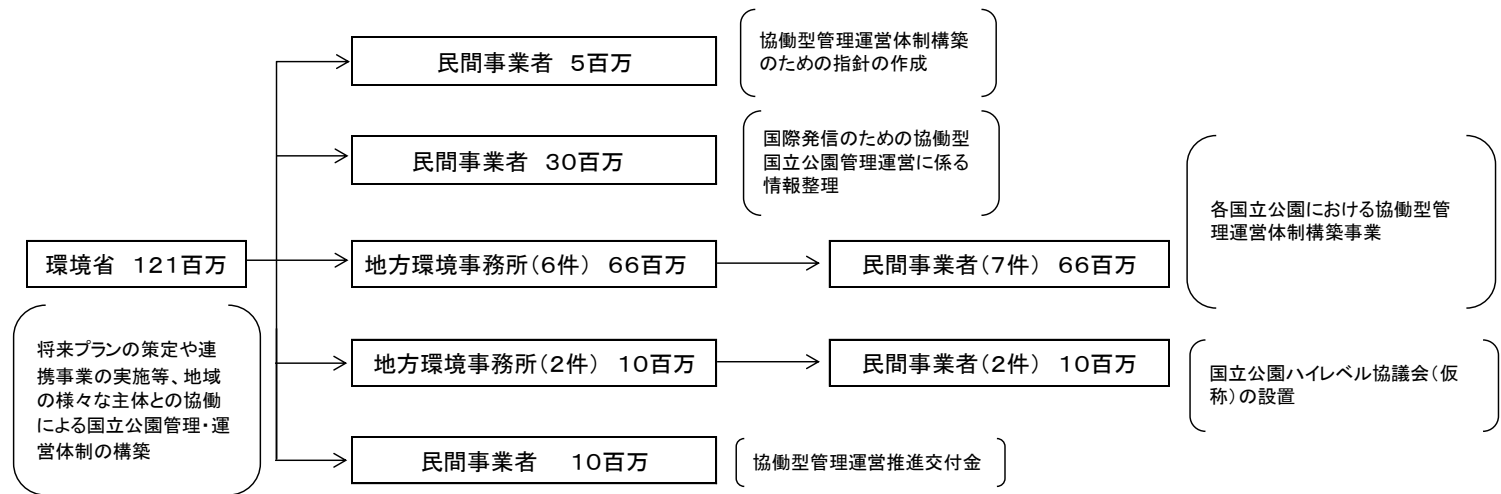 民間事業者　5百万
協働型管理運営体制構築
のための指針の作成
民間事業者　30百万
国際発信のための協働型
国立公園管理運営に係る
情報整理
各国立公園における協働型管
理運営体制構築事業
環境省　121百万
地方環境事務所（6件）　66百万
民間事業者（7件）　66百万
将来プランの策定や連
携事業の実施等、地域
の様々な主体との協働
による国立公園管理・運
営体制の構築
地方環境事務所（2件）　10百万
民間事業者（2件）　10百万
国立公園ハイレベル協議会（仮
称）の設置
民間事業者　　10百万
協働型管理運営推進交付金